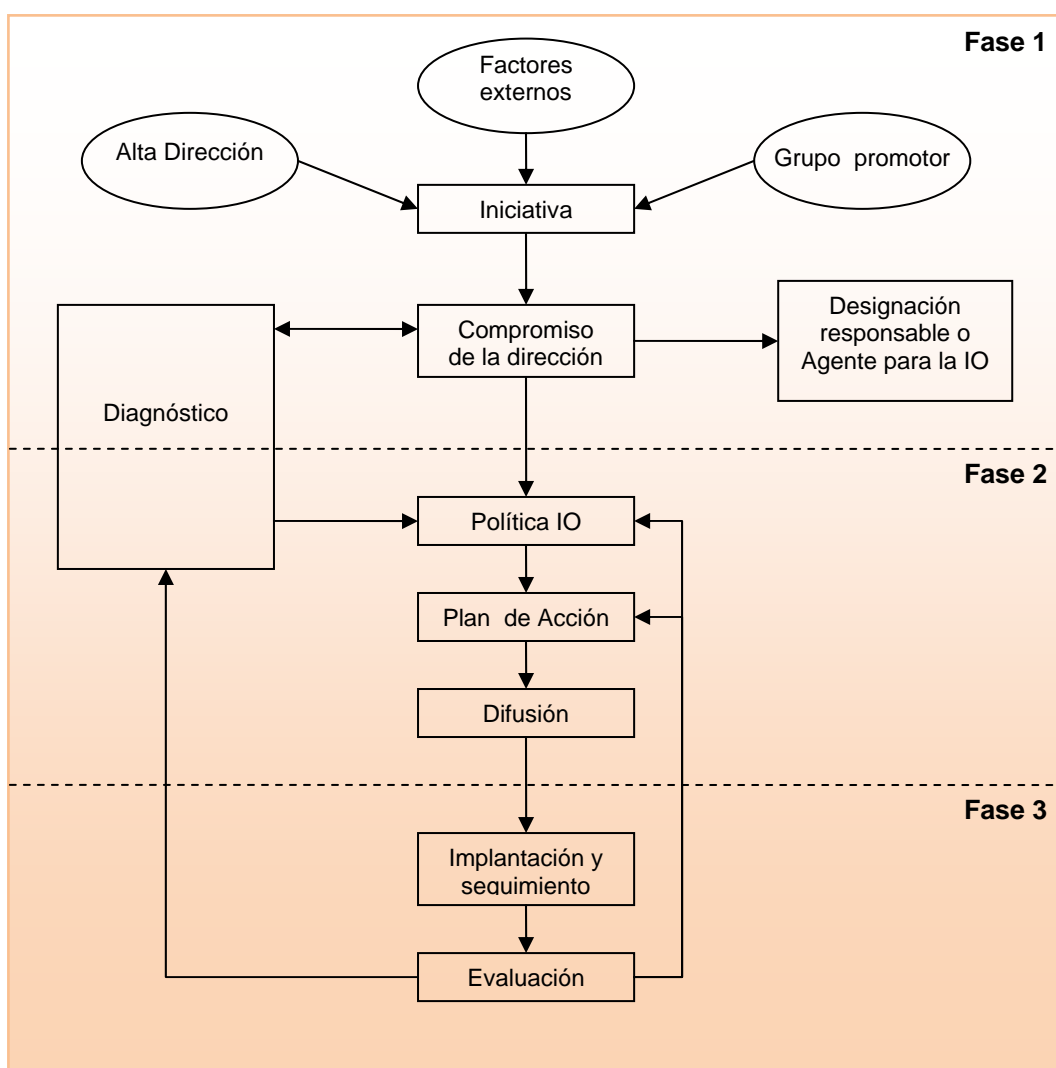 Fase 1
Factores
externos
Alta Dirección
Grupo promotor
Iniciativa
Compromiso
de la dirección
Designación
responsable o
Agente para la IO
Diagnóstico
Fase 2
Política IO
Plan de Acción
Difusión
Fase 3
Implantación y
seguimiento
Evaluación